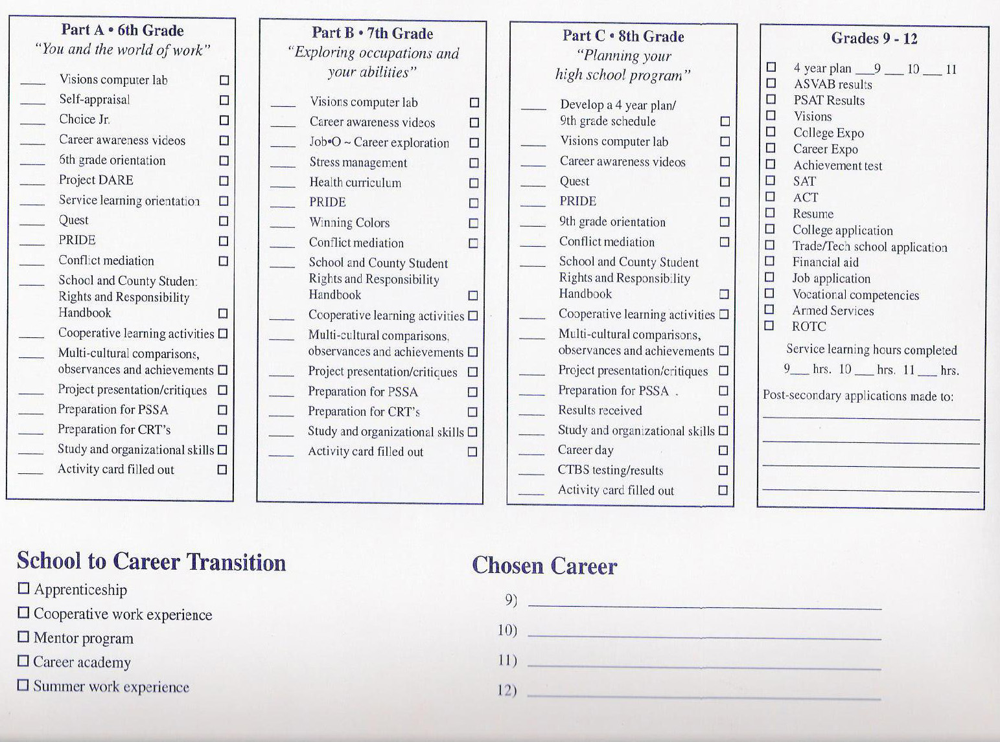 Part A • 6th Grade
"You and the world of work"
___ Visions computer lab ☐
___ Self-appraisal ☐
___ Choice Jr. ☐
___ Career awareness videos ☐
___ 6th grade orientation ☐
___ Project DARE ☐
___ Service learning orientation ☐
___ Quest ☐
___ PRIDE ☐
___ Conflict mediation ☐
___ School and County Student
Rights and Responsibility
Handbook ☐
___ Cooperative learning activities ☐
___ Multi-cultural comparisons,
observances and achievements ☐
___ Project presentation/critiques ☐
___ Preparation for PSSA ☐
___ Preparation for CRT's ☐
___ Study and organizational skills ☐
___ Activity card filled out ☐
Part B • 7th Grade
"Exploring occupations and
your abilities"
___ Visions computer lab ☐
___ Career awareness videos ☐
___ Job•O ~ Career exploration ☐
___ Stress management ☐
___ Health curriculum ☐
___ PRIDE ☐
___ Winning Colors ☐
___ Conflict mediation ☐
___ School and County Student
Rights and Responsibility
Handbook ☐
___ Cooperative learning activities ☐
___ Multi-cultural comparisons,
observances and achievements ☐
___ Project presentation/critiques ☐
___ Preparation for PSSA ☐
___ Preparation for CRT's ☐
___ Study and organizational skills ☐
___ Activity card filled out ☐
Part C • 8th Grade
"Planning your
high school program"
___ Develop a 4 year plan/
9th grade schedule ☐
___ Visions computer lab ☐
___ Career awareness videos ☐
___ Quest ☐
___ PRIDE ☐
___ 9th grade orientation ☐
___ Conflict mediation ☐
___ School and County Student
Rights and Responsibility
Handbook ☐
___ Cooperative learning activities ☐
___ Multi-cultural comparisons,
observances and achievements ☐
___ Project presentation/critiques ☐
___ Preparation for PSSA ☐
___ Results received ☐
___ Study and organizational skills ☐
___ Career day ☐
___ CTBS testing/results ☐
___ Activity card filled out ☐
Grades 9 - 12
☐ 4 year plan ___9 ___ 10 ___ 11
☐ ASVAB results
☐ PSAT Results
☐ Visions
☐ College Expo
☐ Career Expo
☐ Achievement test
☐ SAT
☐ ACT
☐ Resume
☐ College application
☐ Trade/Tech school application
☐ Financial aid
☐ Job application
☐ Vocational competencies
☐ Armed Services
☐ ROTC
Service learning hours completed
9___ hrs. 10 ___ hrs. 11 ___ hrs.
Post-secondary applications made to:
School to Career Transition
☐ Apprenticeship
☐ Cooperative work experience
☐ Mentor program
☐ Career academy
☐ Summer work experience
Chosen Career
9)
10)
11)
12)